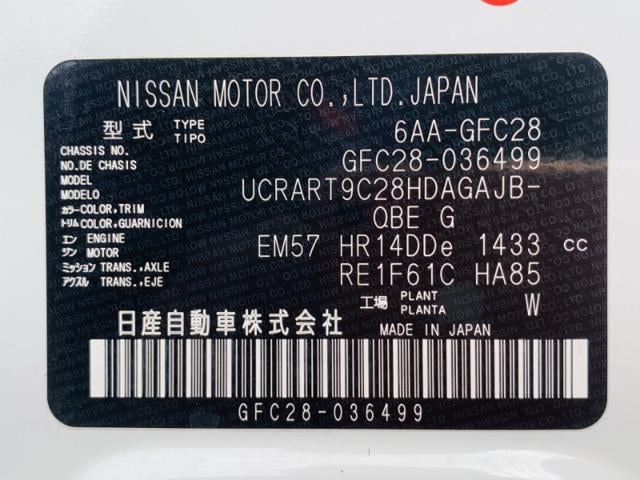 NISSAN MOTOR CO.,LTD.JAPAN
型式 TYPE TIPO 6AA-GFC28
CHASSIS NO. NO.DE CHASIS GFC28-036499
MODEL MODELO UCRART9C28HDAGAJB-
カラー COLOR,TRIM トリム COLOR,GUARNICION QBE G
エンジン ENGINE MOTOR EM57 HR14DDe 1433 cc
ミッション TRANS.,AXLE アクスル TRANS.,EJE RE1F61C HA85
工場 PLANT PLANTA W
日産自動車株式会社 MADE IN JAPAN
GFC28-036499